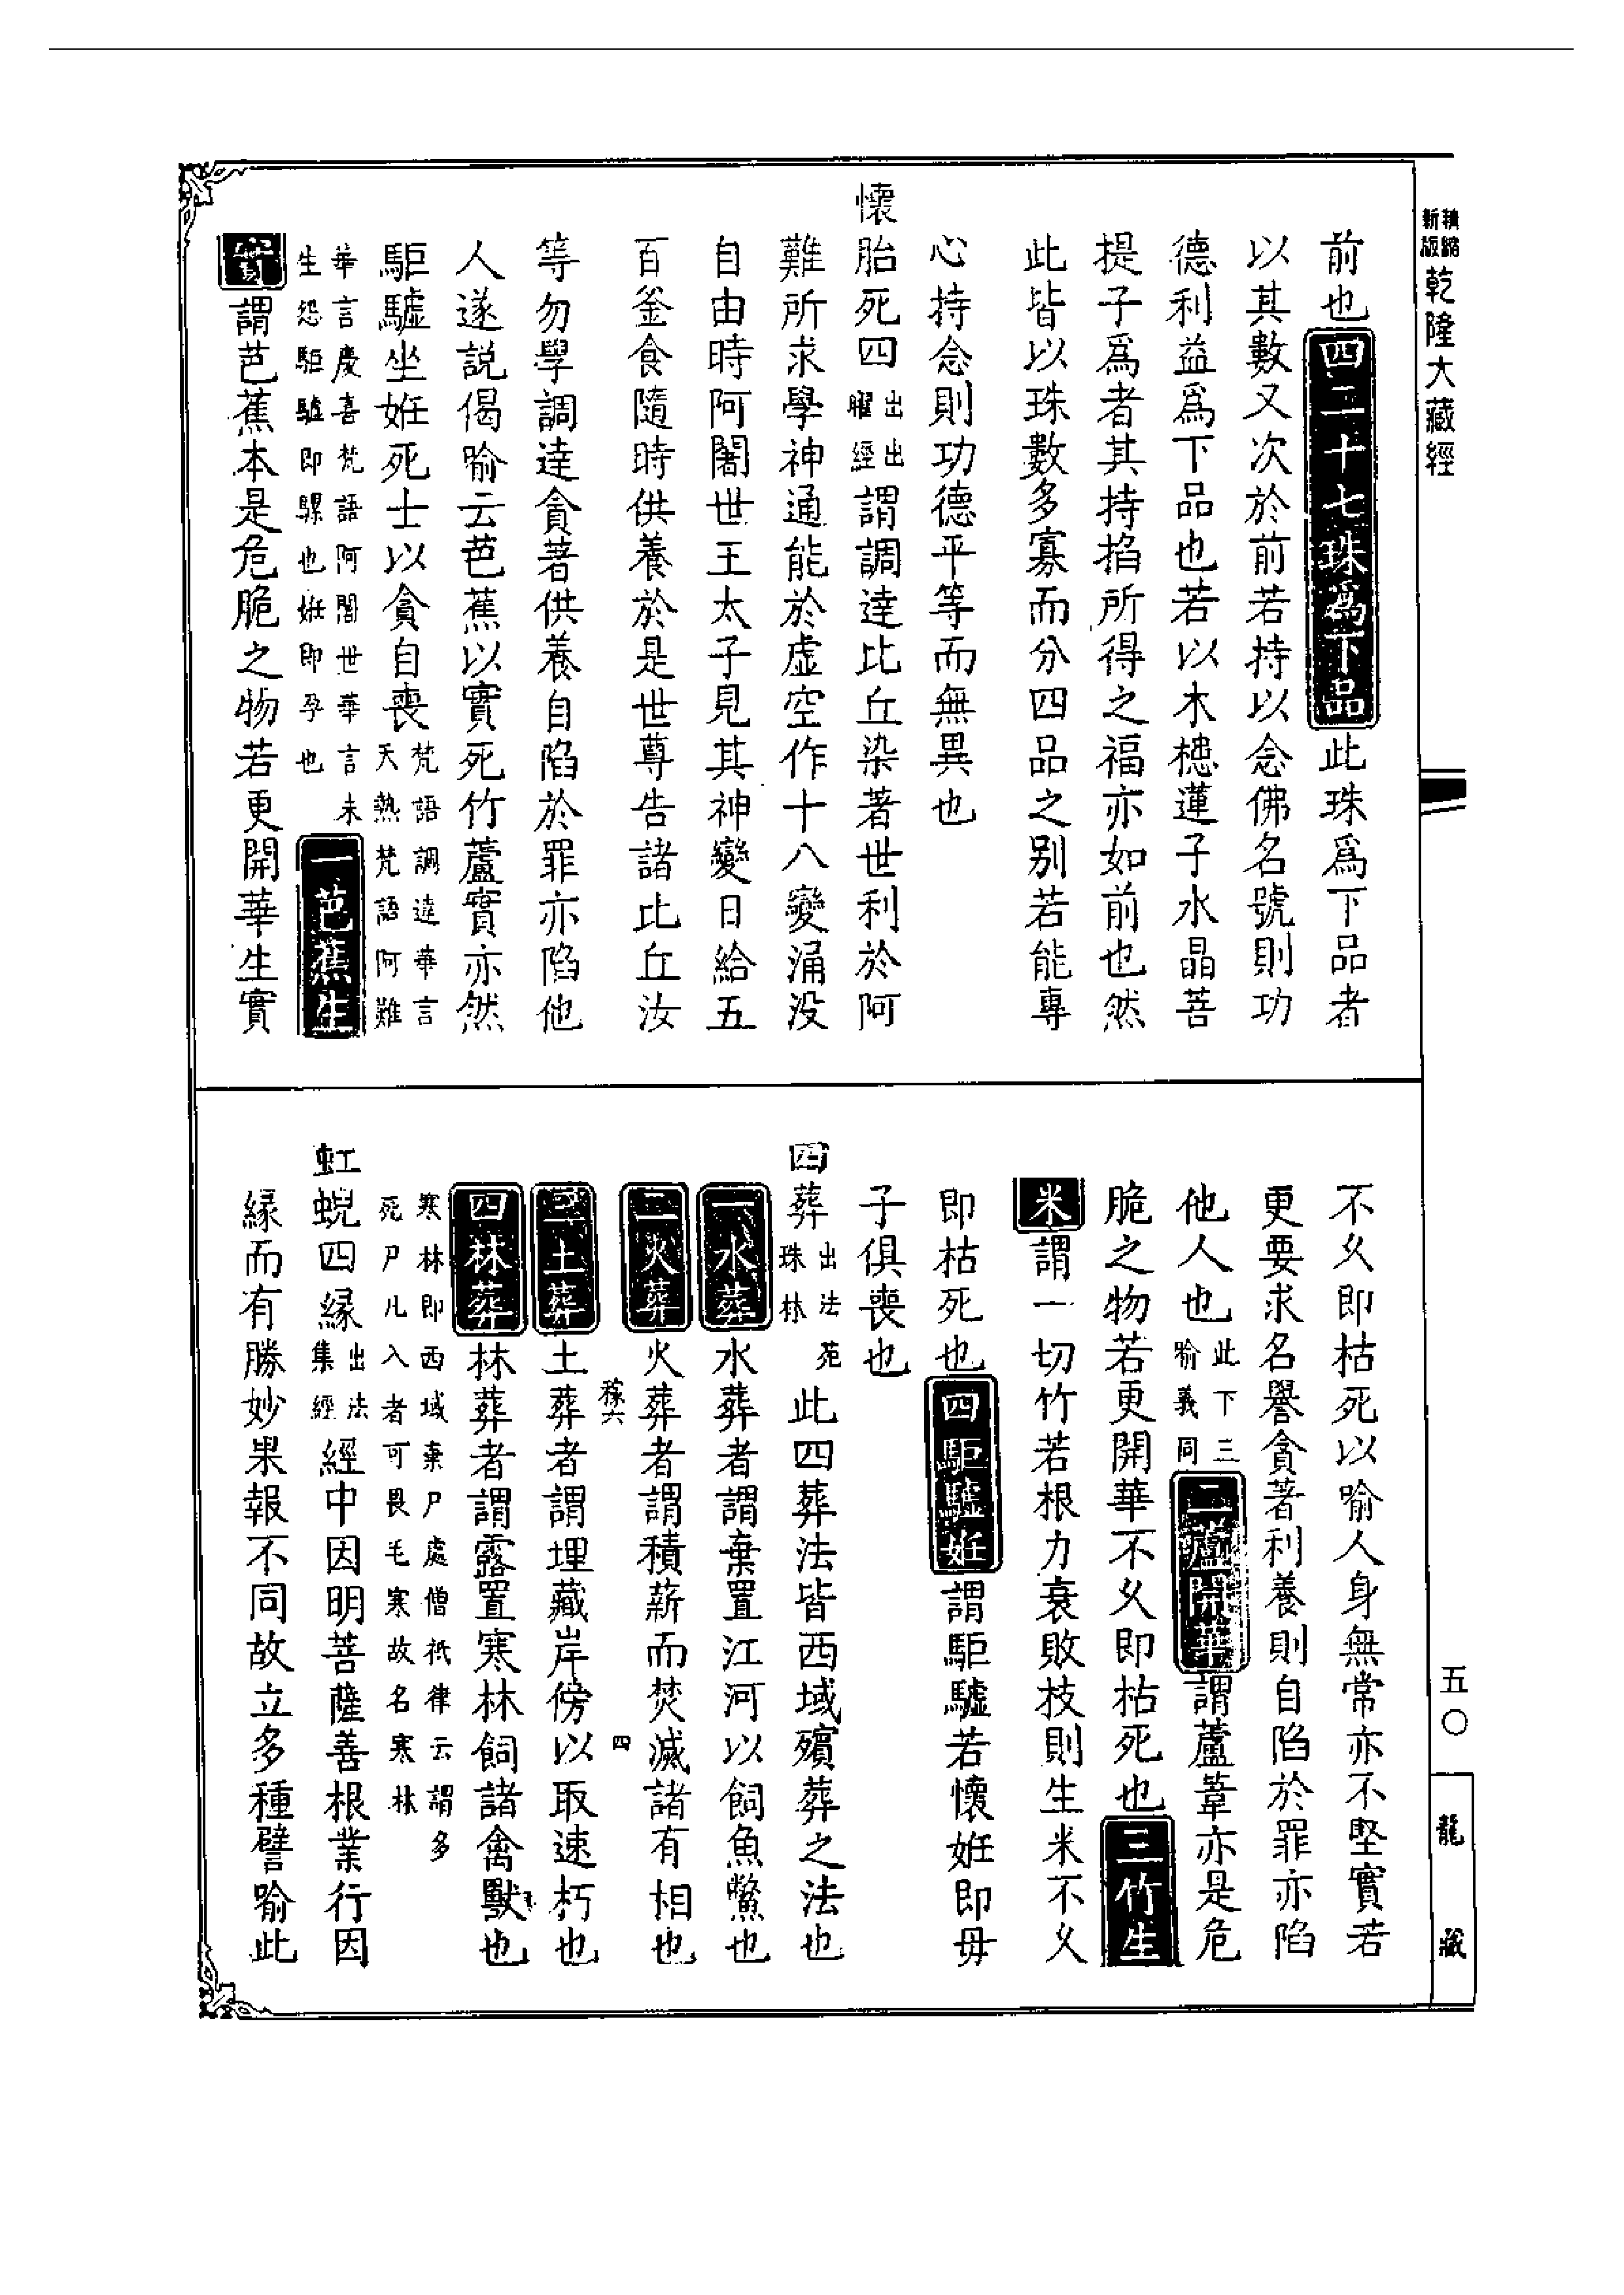 精縮新版乾隆大藏經
前也四二十七珠爲下品此珠爲下品者
以其數又次於前若持以念佛名號則功
德利益爲下品也若以木槵蓮子水晶菩
提子爲者其持掐所得之福亦如前也然
此皆以珠數多寡而分四品之别若能專
心持念則功德平等而無異也
懷胎死四出出曜經謂調達比丘染著世利於阿
難所求學神通能於虛空作十八變涌没
自由時阿闍世王太子見其神變日給五
百釜食隨時供養於是世尊告諸比丘汝
等勿學調達貪著供養自陷於罪亦陷他
人遂説偈喻云芭蕉以實死竹蘆實亦然
駏驉坐姙死士以貪自喪梵語調達華言天熱梵語阿難
華言慶喜梵語阿闍世華言未生怨駏驉即騾也姙即孕也一芭蕉生
實謂芭蕉本是危脆之物若更開華生實
不久即枯死以喻人身無常亦不堅實若
更要求名譽貪著利養則自陷於罪亦陷
他人也此下三喻義同二蘆開華謂蘆葦亦是危
脆之物若更開華不久即枯死也三竹生
米謂一切竹若根力衰敗枝則生米不久
即枯死也四駏驉姙謂駏驉若懷姙即母
子俱喪也
四葬出法苑珠林此四葬法皆西域殯葬之法也
一水葬水葬者謂棄置江河以飼魚鱉也
二火葬火葬者謂積薪而焚滅諸有相也
稼六
四
三土葬土葬者謂埋藏岸傍以取速朽也
四林葬林葬者謂露置寒林飼諸禽獸也
寒林即西域棄尸處僧祇律云謂多死尸凡入者可畏毛寒故名寒林
虹蜺四緣出法集經經中因明菩薩善根業行因
緣而有勝妙果報不同故立多種譬喻此
五〇
龍藏